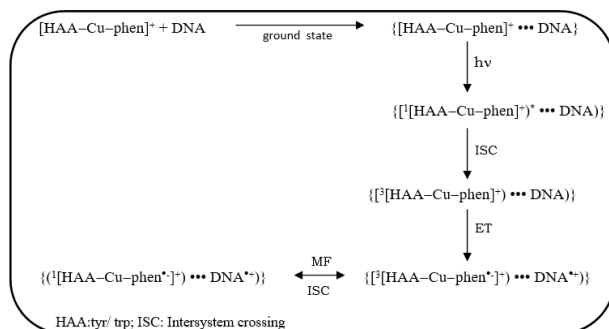 [HAA–Cu–phen]⁺ + DNA ground state {[HAA–Cu–phen]⁺ ••• DNA}
hν
{[¹[HAA–Cu–phen]⁺)* ••• DNA)}
ISC
{[³[HAA–Cu–phen]⁺) ••• DNA)}
ET
{(¹[HAA–Cu–phen•-]⁺) ••• DNA•+)} MF ISC {[³[HAA–Cu–phen•-]⁺) ••• DNA•+)}
HAA:tyr/ trp; ISC: Intersystem crossing